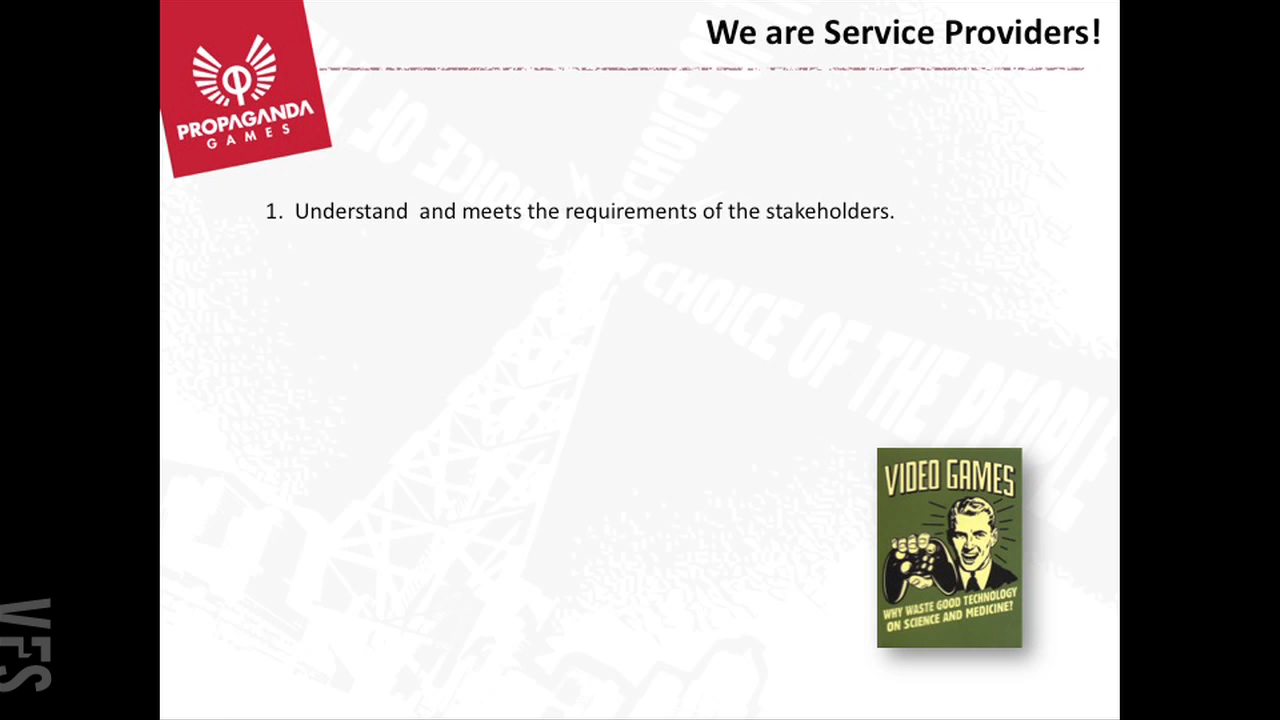 We are Service Providers!
PROPAGANDA
GAMES
1. Understand  and meets the requirements of the stakeholders.
CHOICE OF THE PEOPLE
VIDEO GAMES
WHY WASTE GOOD TECHNOLOGY
ON SCIENCE AND MEDICINE?
VFS